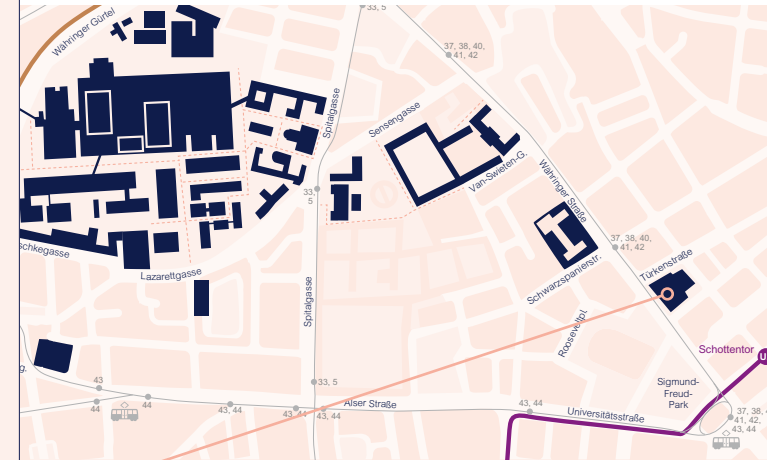 33, 5
Währinger Gürtel
37, 38, 40,
41, 42
Spitalgasse
Sensengasse
Van-Swieten-G.
Währinger Straße
33,
5
37, 38, 40,
41, 42
schkegasse
Türkenstraße
Lazarettgasse
Schwarzspanierstr.
Spitalgasse
Rooseveltpl.
Schottentor
U
g.
43
33, 5
Sigmund-
Freud-
Park
44
44
43, 44
43, 44
43, 44
Alser Straße
43, 44
Universitätsstraße
37, 38, 4
41, 42,
43, 44